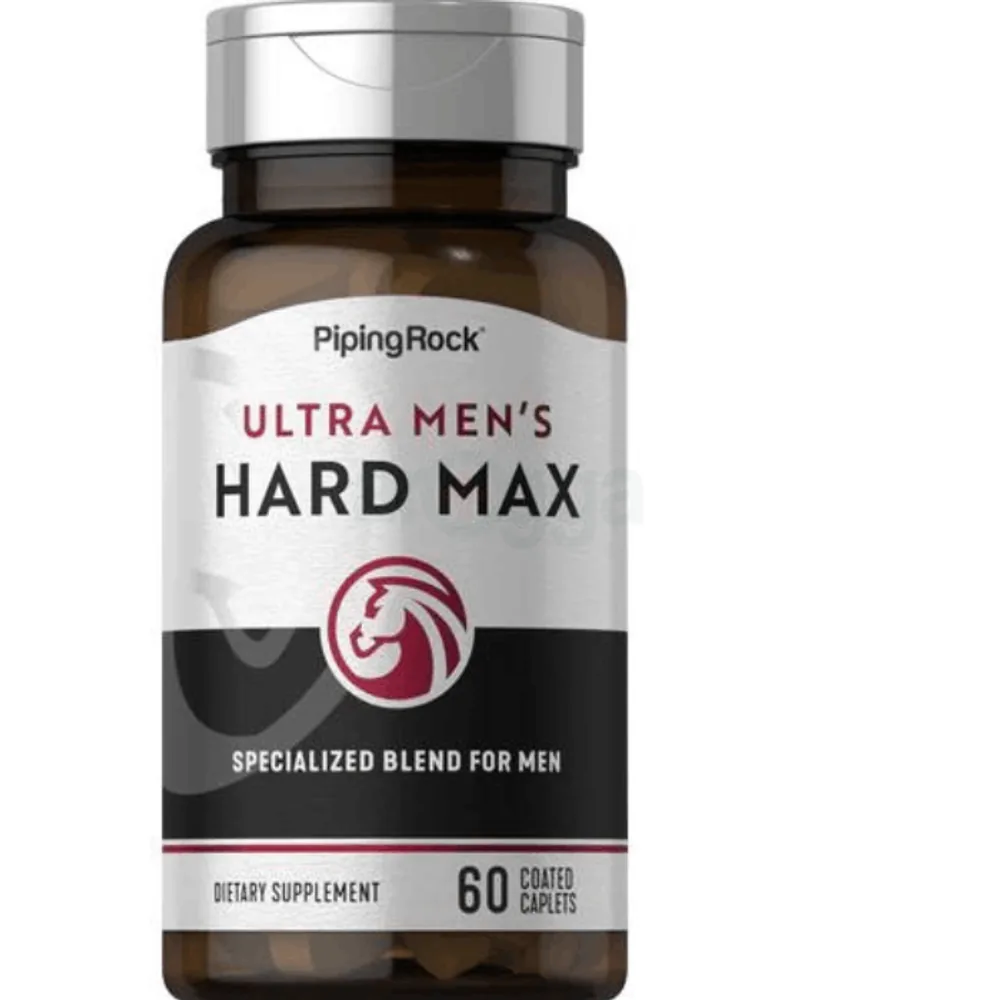 PipingRock®
ULTRA MEN'S
HARD MAX
SPECIALIZED BLEND FOR MEN
DIETARY SUPPLEMENT
60 COATED
CAPLETS